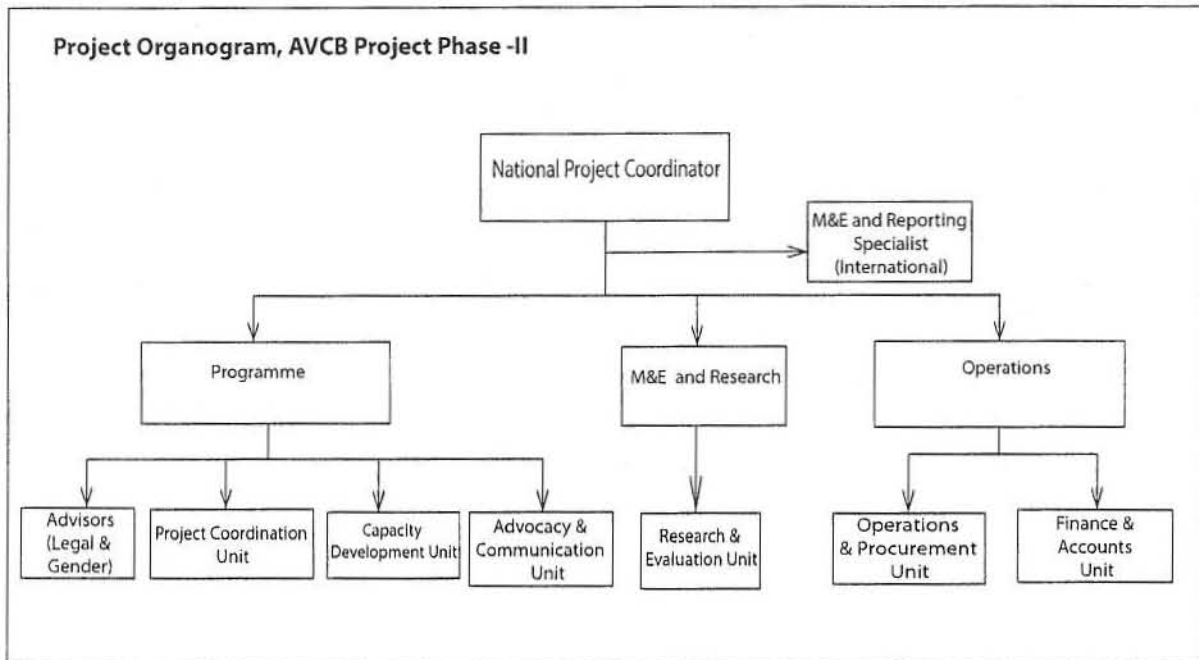 Project Organogram, AVCB Project Phase -II
National Project Coordinator
M&E and Reporting
Specialist
(International)
Programme
M&E and Research
Operations
Advisors
(Legal &
Gender)
Project Coordination
Unit
Capacity
Development Unit
Advocacy &
Communication
Unit
Research &
Evaluation Unit
Operations
& Procurement
Unit
Finance &
Accounts
Unit